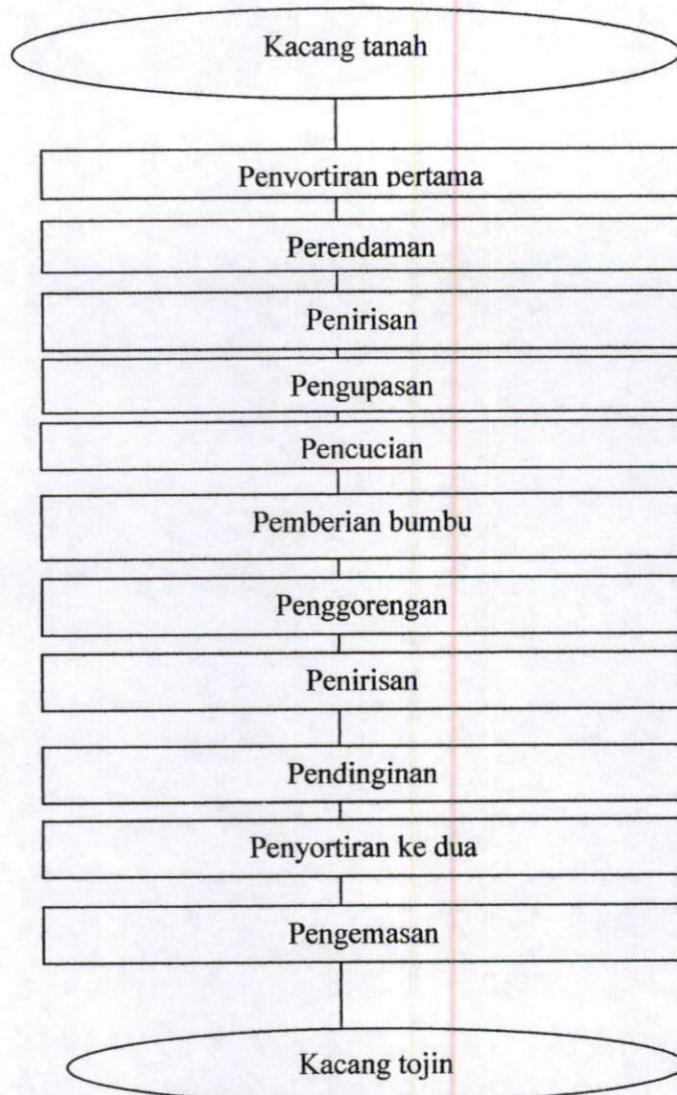 Kacang tanah
Penyortiran pertama
Perendaman
Penirisan
Pengupasan
Pencucian
Pemberian bumbu
Penggorengan
Penirisan
Pendinginan
Penyortiran ke dua
Pengemasan
Kacang tojin